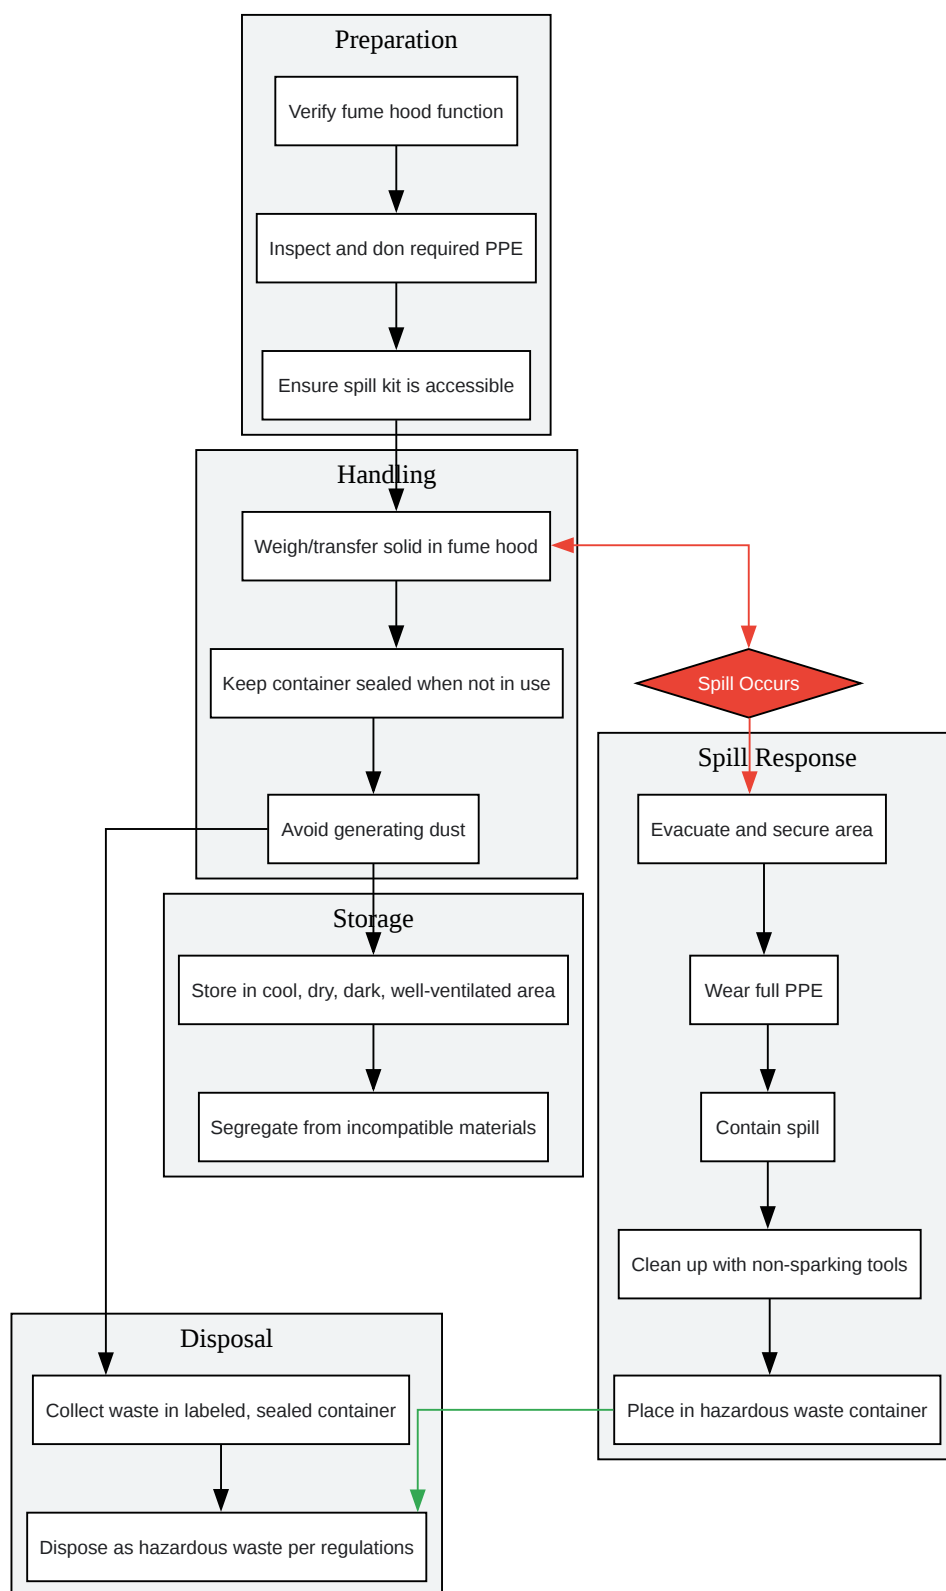 Preparation
Verify fume hood function
Inspect and don required PPE
Ensure spill kit is accessible
Handling
Weigh/transfer solid in fume hood
Keep container sealed when not in use
Spill Occurs
Avoid generating dust
Spill Response
Evacuate and secure area
Wear full PPE
Contain spill
Clean up with non-sparking tools
Place in hazardous waste container
Storage
Store in cool, dry, dark, well-ventilated area
Segregate from incompatible materials
Disposal
Collect waste in labeled, sealed container
Dispose as hazardous waste per regulations